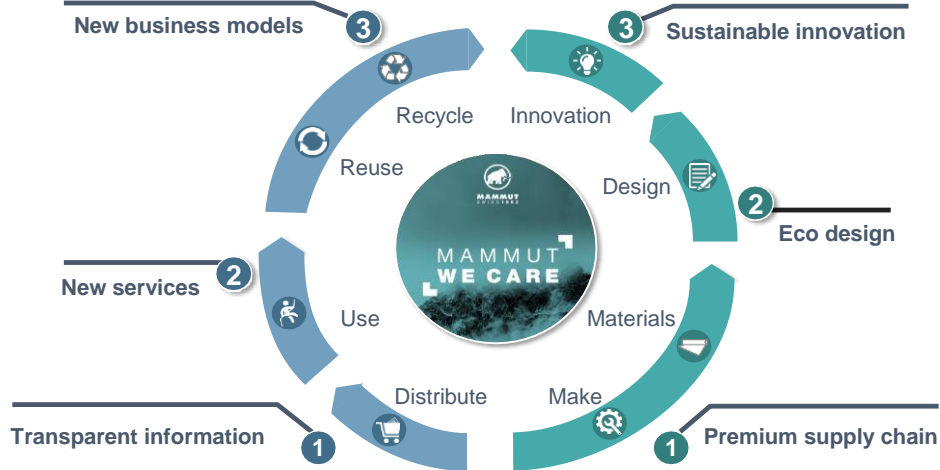 New business models
3
3
Sustainable innovation
Recycle
Innovation
Reuse
Design
MAMMUT
SWISS 1862
2
Eco design
MAMMUT
WE CARE
New services
2
Use
Materials
Distribute
Make
Transparent information
1
1
Premium supply chain